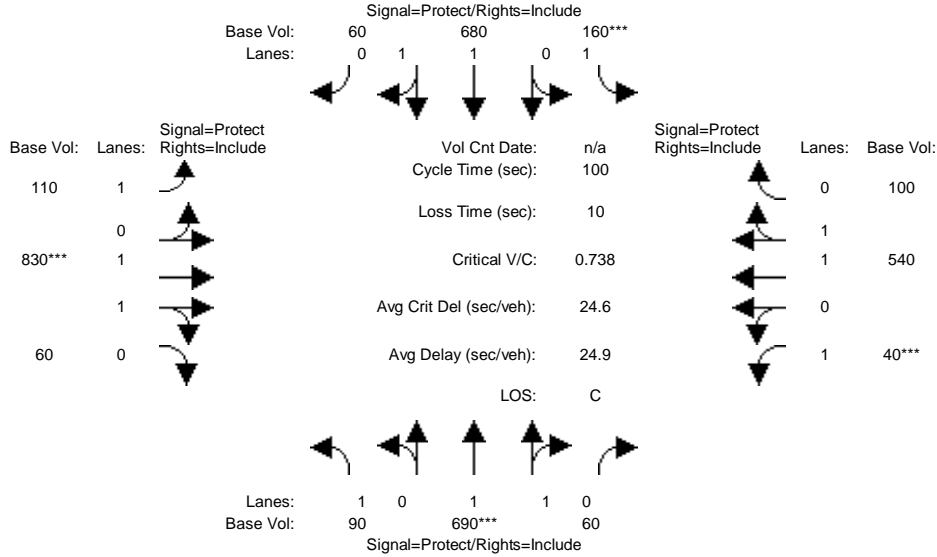 Signal=Protect/Rights=Include
Base Vol: 60 680 160***
Lanes: 0 1 1 0 1
Signal=Protect Signal=Protect
Base Vol: Lanes: Rights=Include Vol Cnt Date: n/a Rights=Include Lanes: Base Vol:
Cycle Time (sec): 100
110 1 0 100
Loss Time (sec): 10
0 1
830*** 1 Critical V/C: 0.738 1 540
1 Avg Crit Del (sec/veh): 24.6 0
60 0 Avg Delay (sec/veh): 24.9 1 40***
LOS: C
Lanes: 1 0 1 1 0
Base Vol: 90 690*** 60
Signal=Protect/Rights=Include